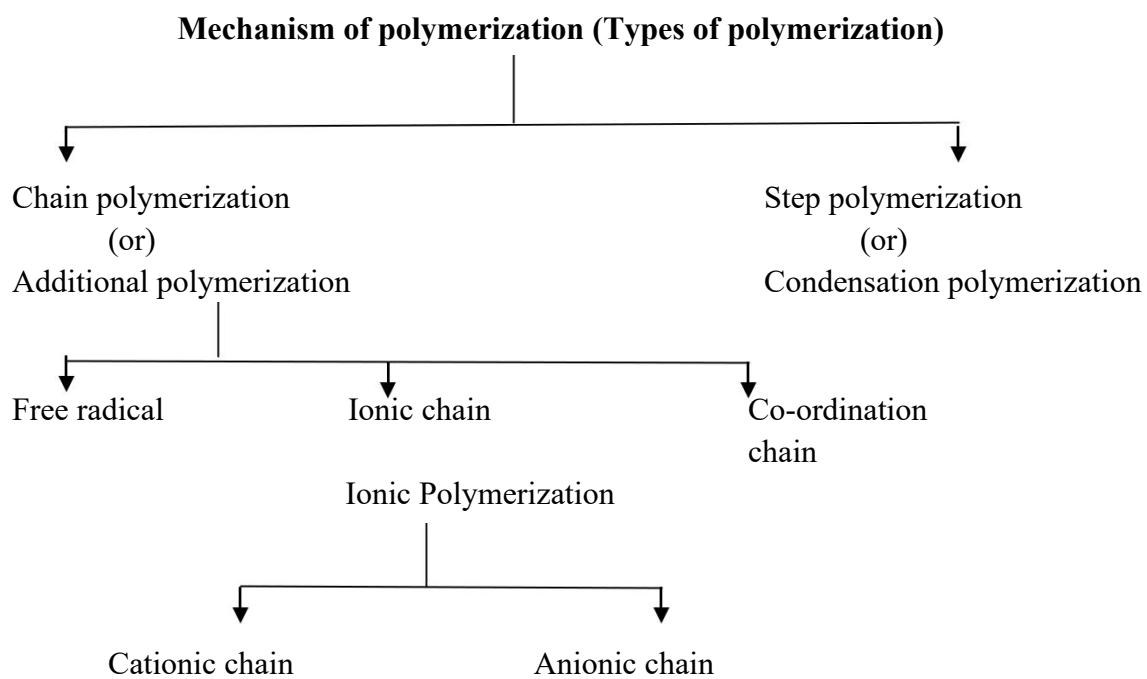 Mechanism of polymerization (Types of polymerization)
Chain polymerization
(or)
Additional polymerization
Step polymerization
(or)
Condensation polymerization
Free radical
Ionic chain
Co-ordination
chain
Ionic Polymerization
Cationic chain
Anionic chain